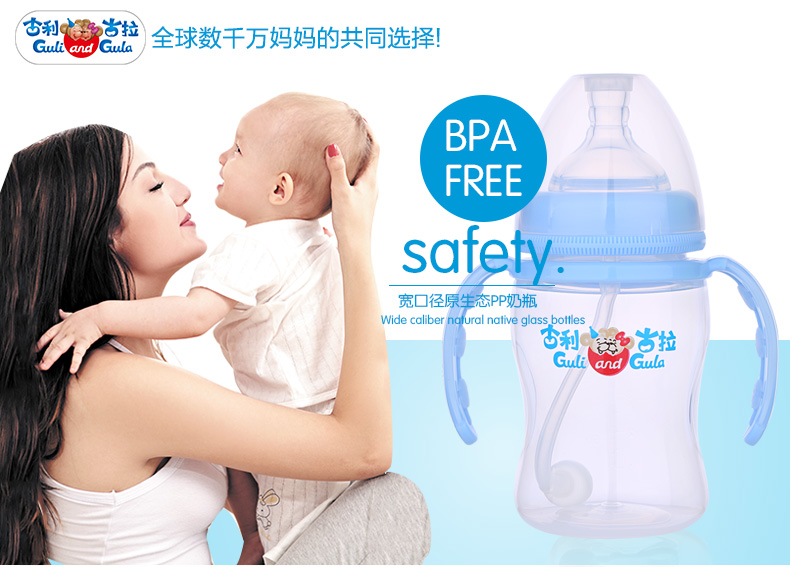 古利 古拉
Guli and Gula
全球数千万妈妈的共同选择!
BPA
FREE
safety.
宽口径原生态PP奶瓶
Wide caliber natural native glass bottles
古利 古拉
Guli and Gula